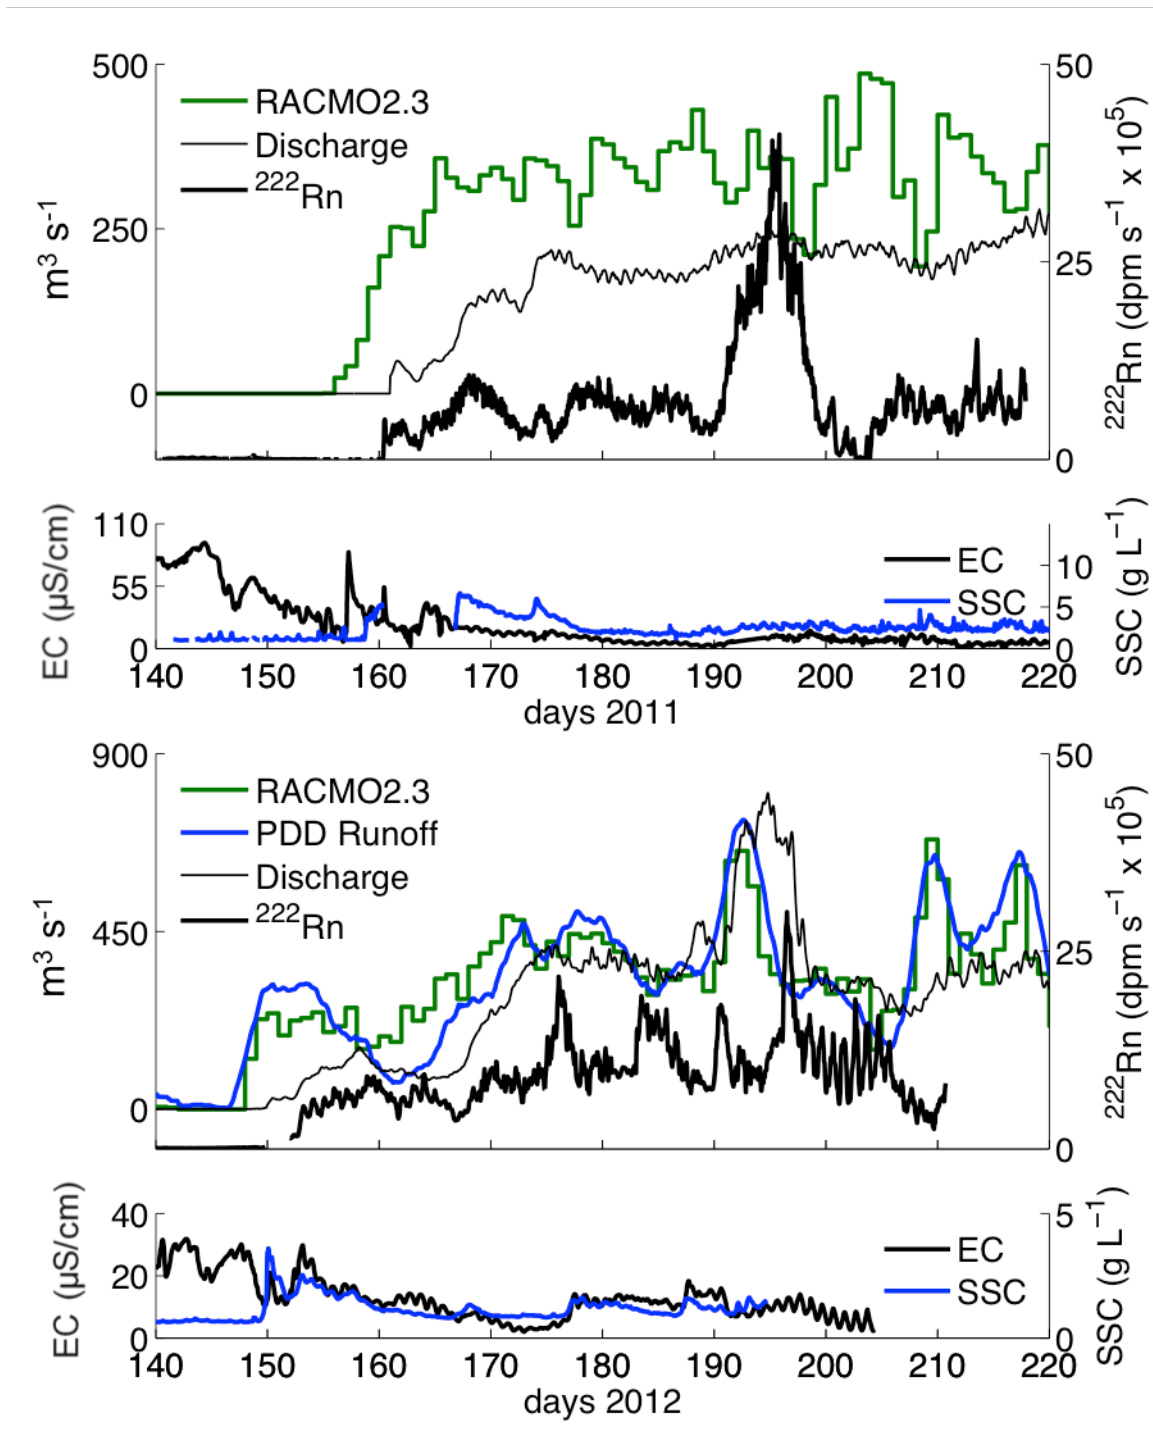 500
250
0
m³ s⁻¹
RACMO2.3
Discharge
²²²Rn
50
25
0
²²²Rn (dpm s⁻¹ x 10⁵)
110
55
0
EC (µS/cm)
EC
SSC
10
5
0
SSC (g L⁻¹)
140 150 160 170 180 190 200 210 220
days 2011
900
450
0
m³ s⁻¹
RACMO2.3
PDD Runoff
Discharge
²²²Rn
50
25
0
²²²Rn (dpm s⁻¹ x 10⁵)
40
20
0
EC (µS/cm)
EC
SSC
5
0
SSC (g L⁻¹)
140 150 160 170 180 190 200 210 220
days 2012